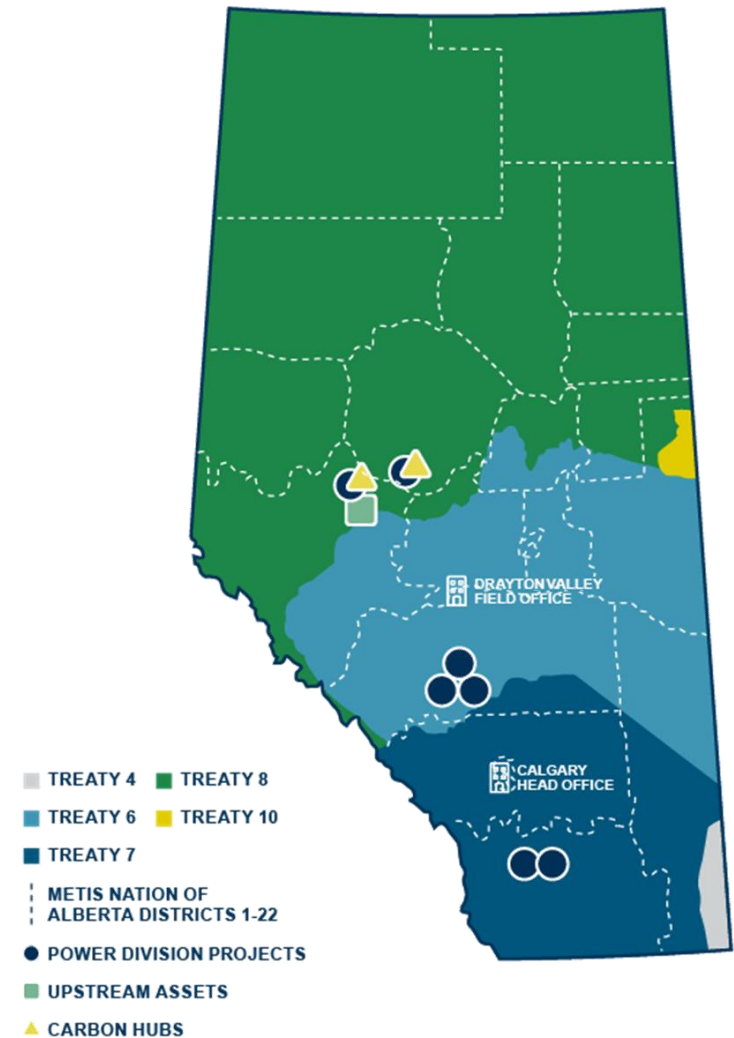 DRAYTON VALLEY
FIELD OFFICE
CALGARY
HEAD OFFICE
TREATY 4
TREATY 8
TREATY 6
TREATY 10
TREATY 7
METIS NATION OF
ALBERTA DISTRICTS 1-22
POWER DIVISION PROJECTS
UPSTREAM ASSETS
CARBON HUBS